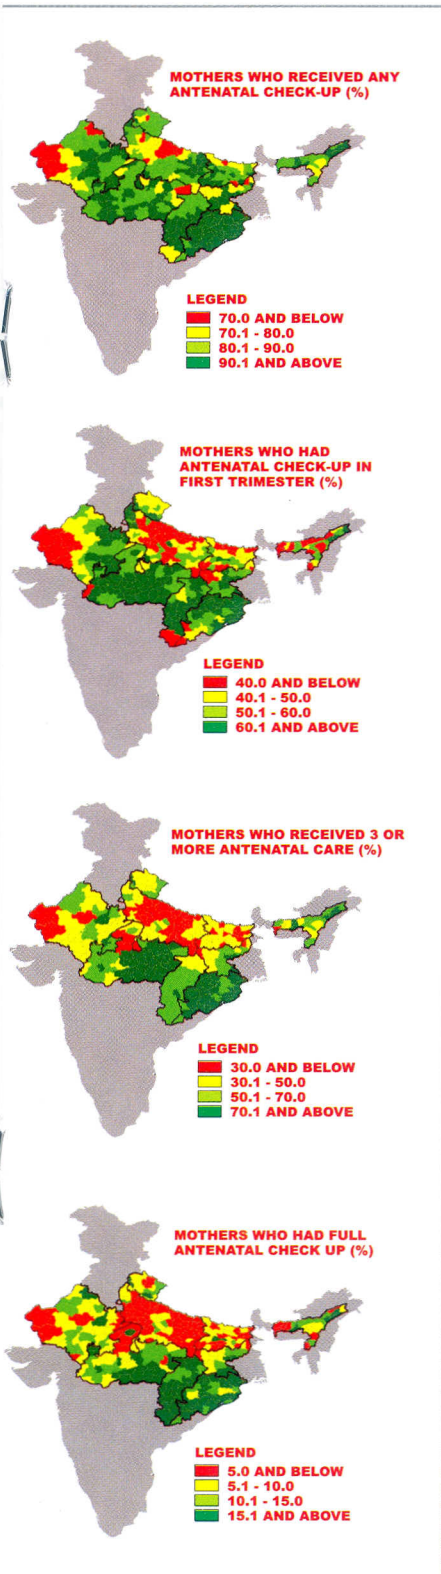 MOTHERS WHO RECEIVED ANY
ANTENATAL CHECK-UP (%)
LEGEND
70.0 AND BELOW
70.1 - 80.0
80.1 - 90.0
90.1 AND ABOVE
MOTHERS WHO HAD
ANTENATAL CHECK-UP IN
FIRST TRIMESTER (%)
LEGEND
40.0 AND BELOW
40.1 - 50.0
50.1 - 60.0
60.1 AND ABOVE
MOTHERS WHO RECEIVED 3 OR
MORE ANTENATAL CARE (%)
LEGEND
30.0 AND BELOW
30.1 - 50.0
50.1 - 70.0
70.1 AND ABOVE
MOTHERS WHO HAD FULL
ANTENATAL CHECK UP (%)
LEGEND
5.0 AND BELOW
5.1 - 10.0
10.1 - 15.0
15.1 AND ABOVE